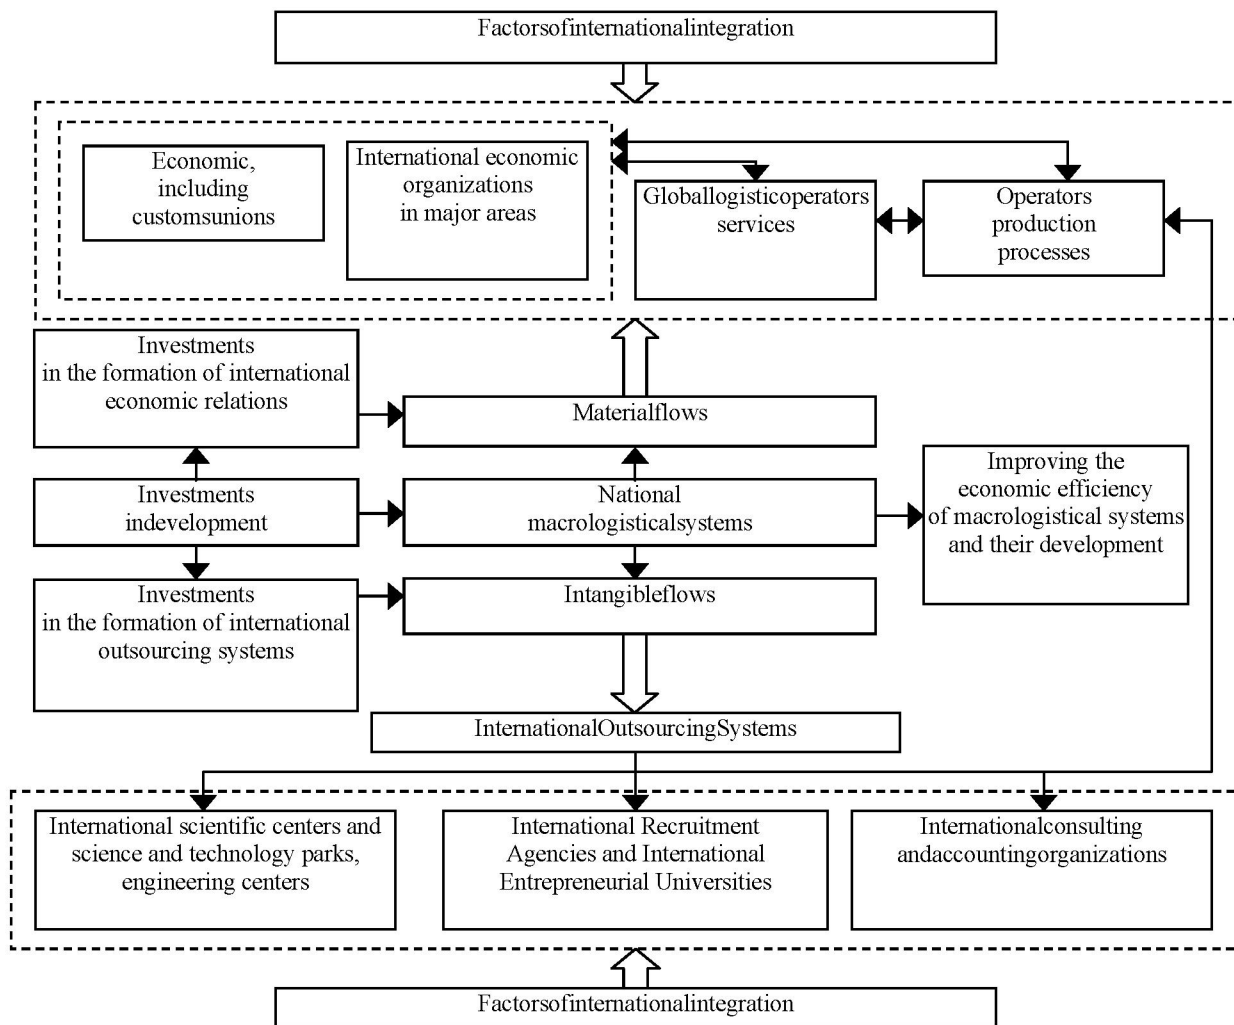 Factorsofinternationalintegration
Economic,
including
customsunions
International economic
organizations
in major areas
Globallogisticoperators
services
Operators
production
processes
Investments
in the formation of international
economic relations
Materialflows
Investments
indevelopment
National
macrologisticalsystems
Improving the
economic efficiency
of macrologistical systems
and their development
Investments
in the formation of international
outsourcing systems
Intangibleflows
InternationalOutsourcingSystems
International scientific centers and
science and technology parks,
engineering centers
International Recruitment
Agencies and International
Entrepreneurial Universities
Internationalconsulting
andaccountingorganizations
Factorsofinternationalintegration